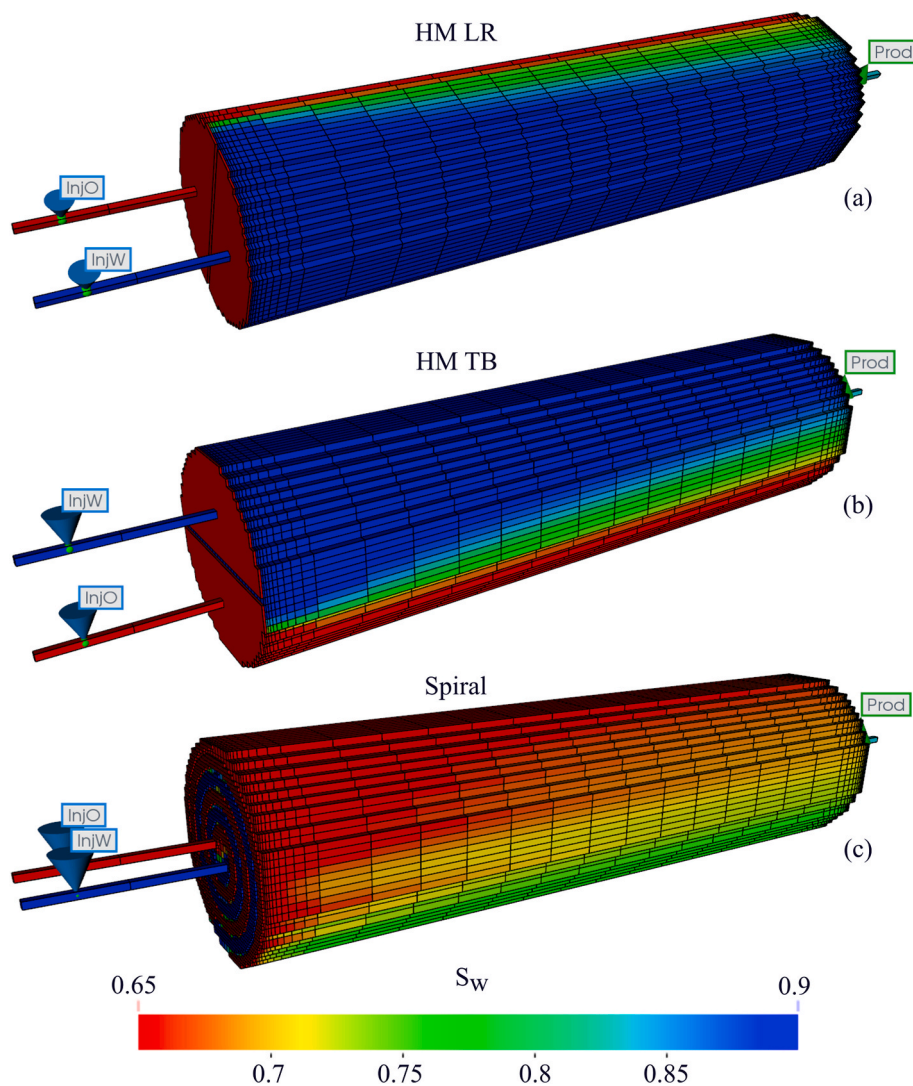 HM LR
Prod
InjO
InjW
(a)
HM TB
Prod
InjW
InjO
(b)
Spiral
Prod
InjO
InjW
(c)
0.65 Sw 0.9
0.7 0.75 0.8 0.85